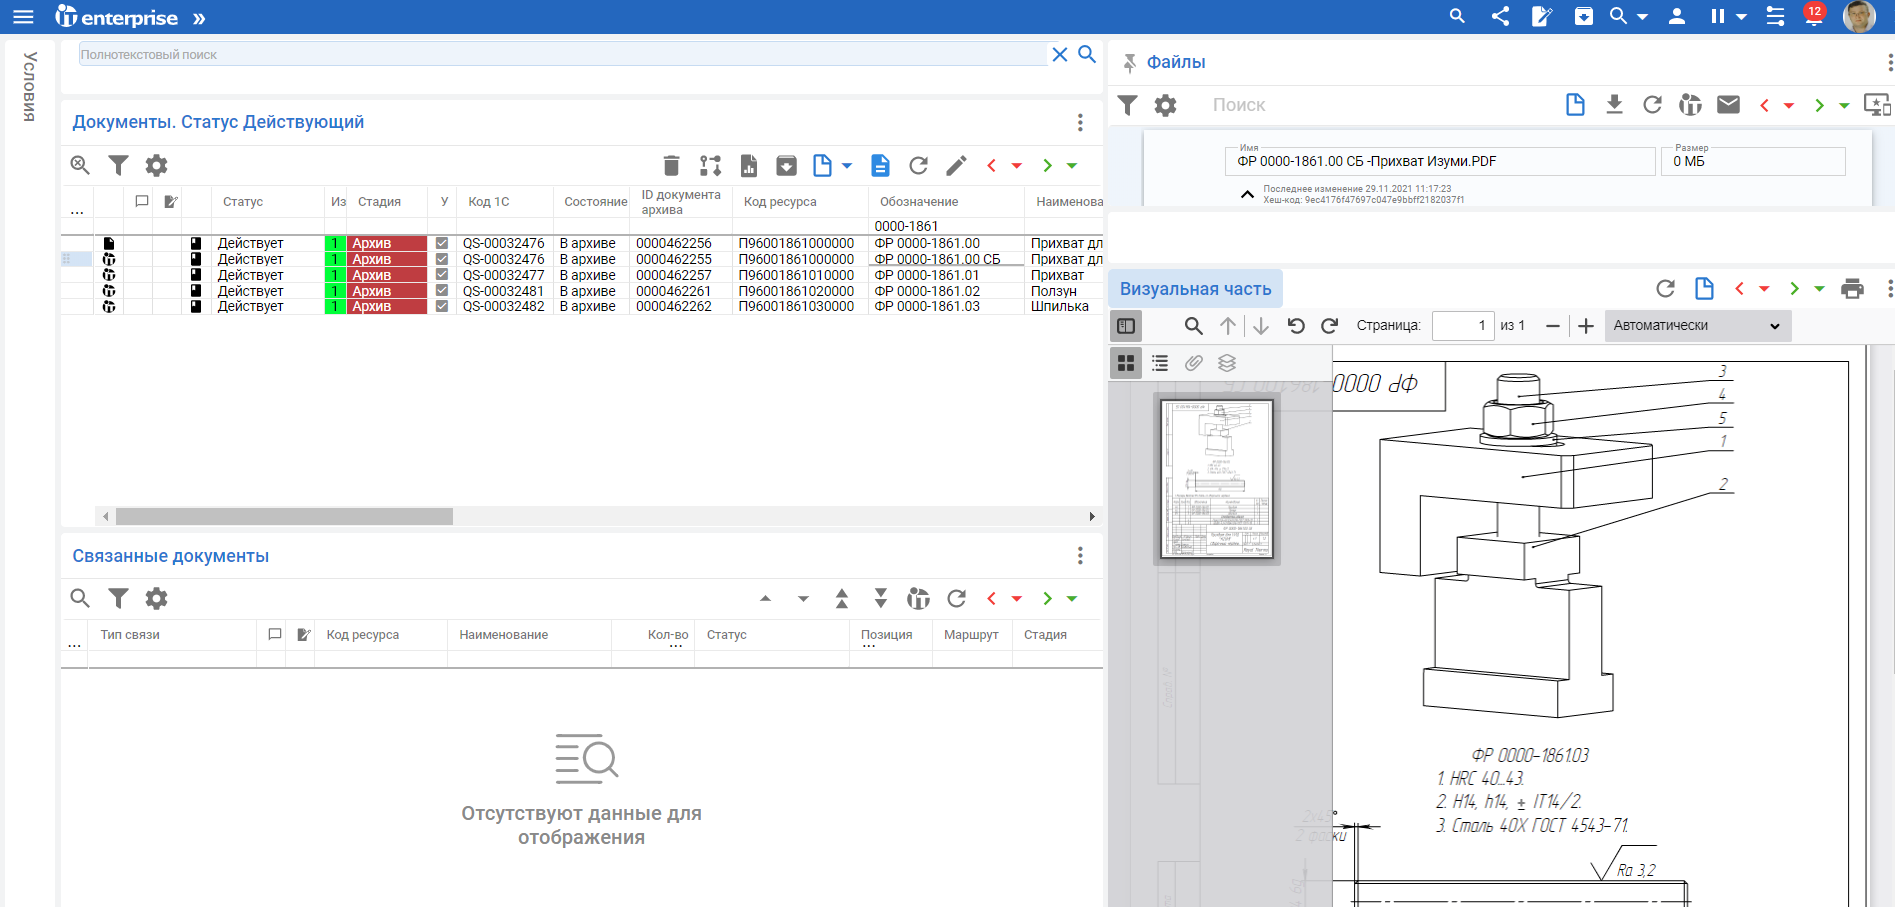 iT enterprise »
12
Условия
Полнотекстовый поиск
Документы. Статус Действующий
Статус Из Стадия У Код 1С Состояние ID документа архива Код ресурса Обозначение Наименова
0000-1861
Действует 1 Архив QS-00032476 В архиве 0000462256 П96001861000000 ФР 0000-1861.00 Прихват дл
Действует 1 Архив QS-00032476 В архиве 0000462255 П96001861000000 ФР 0000-1861.00 СБ Прихват дл
Действует 1 Архив QS-00032477 В архиве 0000462257 П96001861010000 ФР 0000-1861.01 Прихват
Действует 1 Архив QS-00032481 В архиве 0000462261 П96001861020000 ФР 0000-1861.02 Ползун
Действует 1 Архив QS-00032482 В архиве 0000462262 П96001861030000 ФР 0000-1861.03 Шпилька
Связанные документы
Тип связи Код ресурса Наименование Кол-во Статус Позиция Маршрут Стадия
Отсутствуют данные для
отображения
Файлы
Поиск
Имя Размер
ФР 0000-1861.00 СБ -Прихват Изуми.PDF 0 МБ
Последнее изменение 29.11.2021 11:17:23
Хеш-код: 9ec4176f47697c047e9bbff2182037f1
Визуальная часть
Страница: 1 из 1 Автоматически
ФР 0000-1861.00 СБ
3
4
5
1
2
ФР 0000-1861.03
1. HRC 40...43.
2. H14, h14, ± IT14/2.
3. Сталь 40Х ГОСТ 4543-71.
2x45°
2 фаски
Ra 3,2